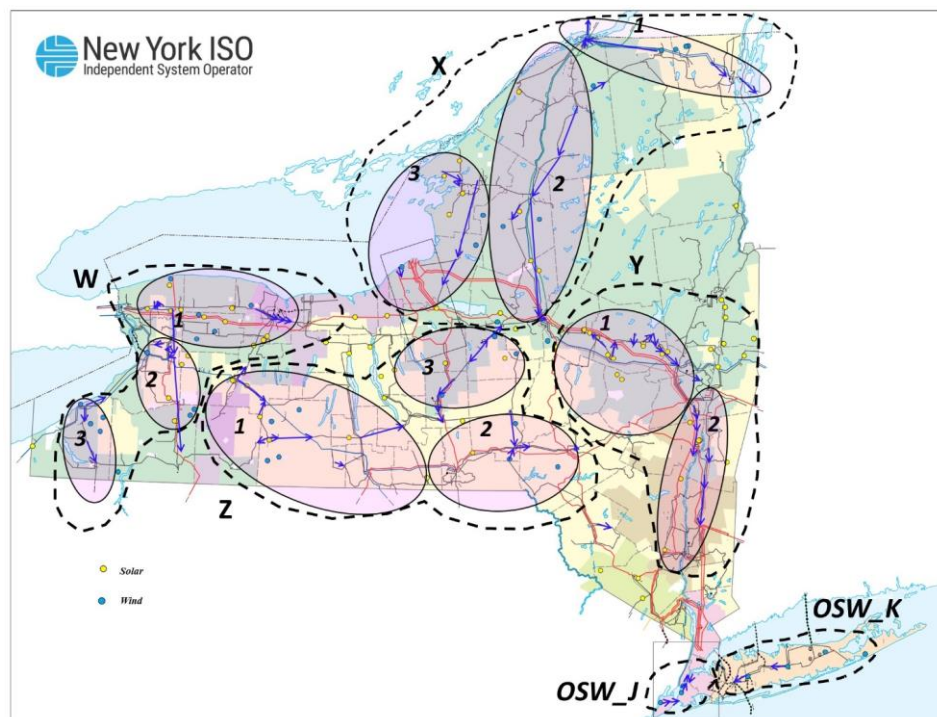 New York ISO
Independent System Operator
1
X
3
2
W
Y
1
1
2
3
1
2
3
2
Z
Solar
Wind
OSW_K
OSW_J